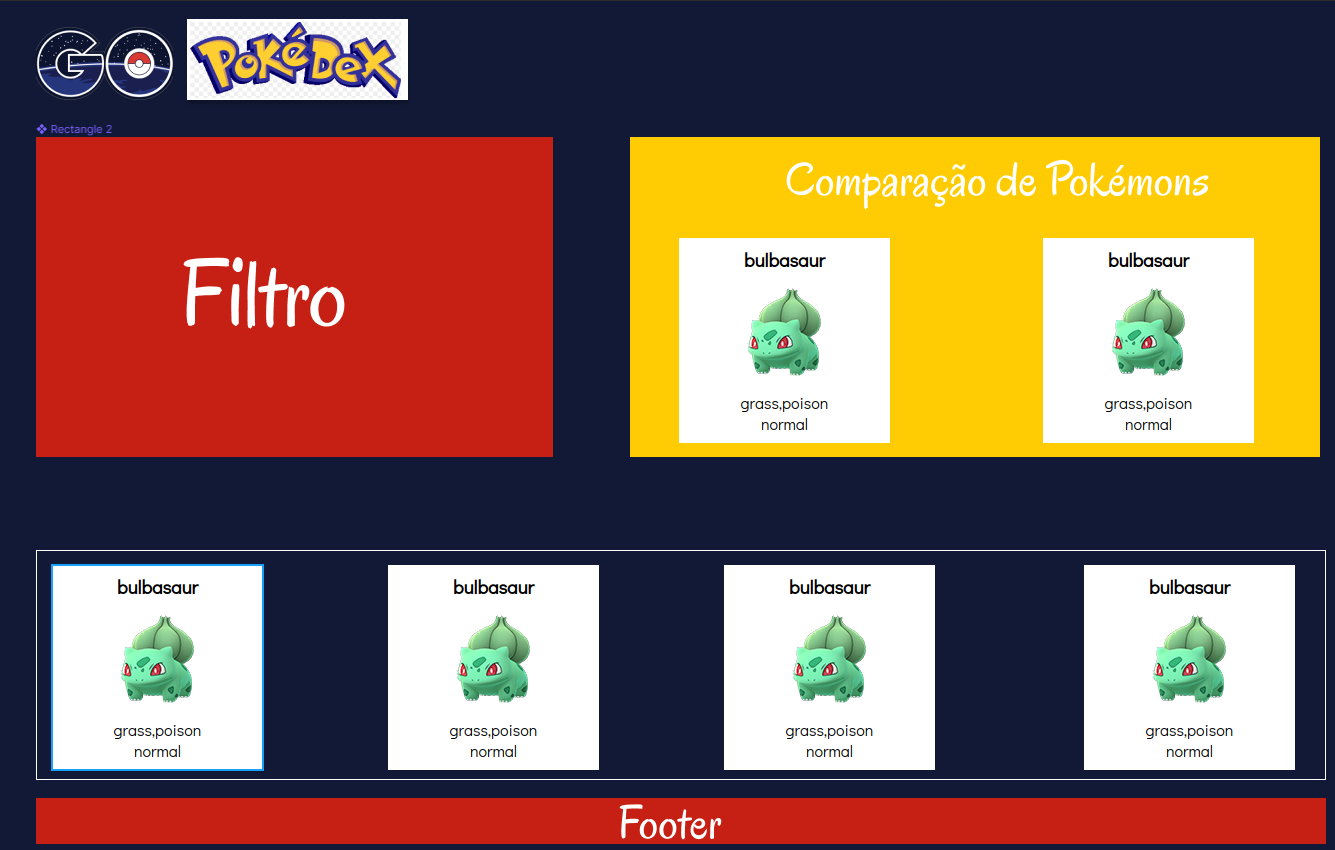 GO PokéDex
Rectangle 2
Filtro
Comparação de Pokémons
bulbasaur
grass,poison
normal
bulbasaur
grass,poison
normal
bulbasaur
grass,poison
normal
bulbasaur
grass,poison
normal
bulbasaur
grass,poison
normal
bulbasaur
grass,poison
normal
Footer